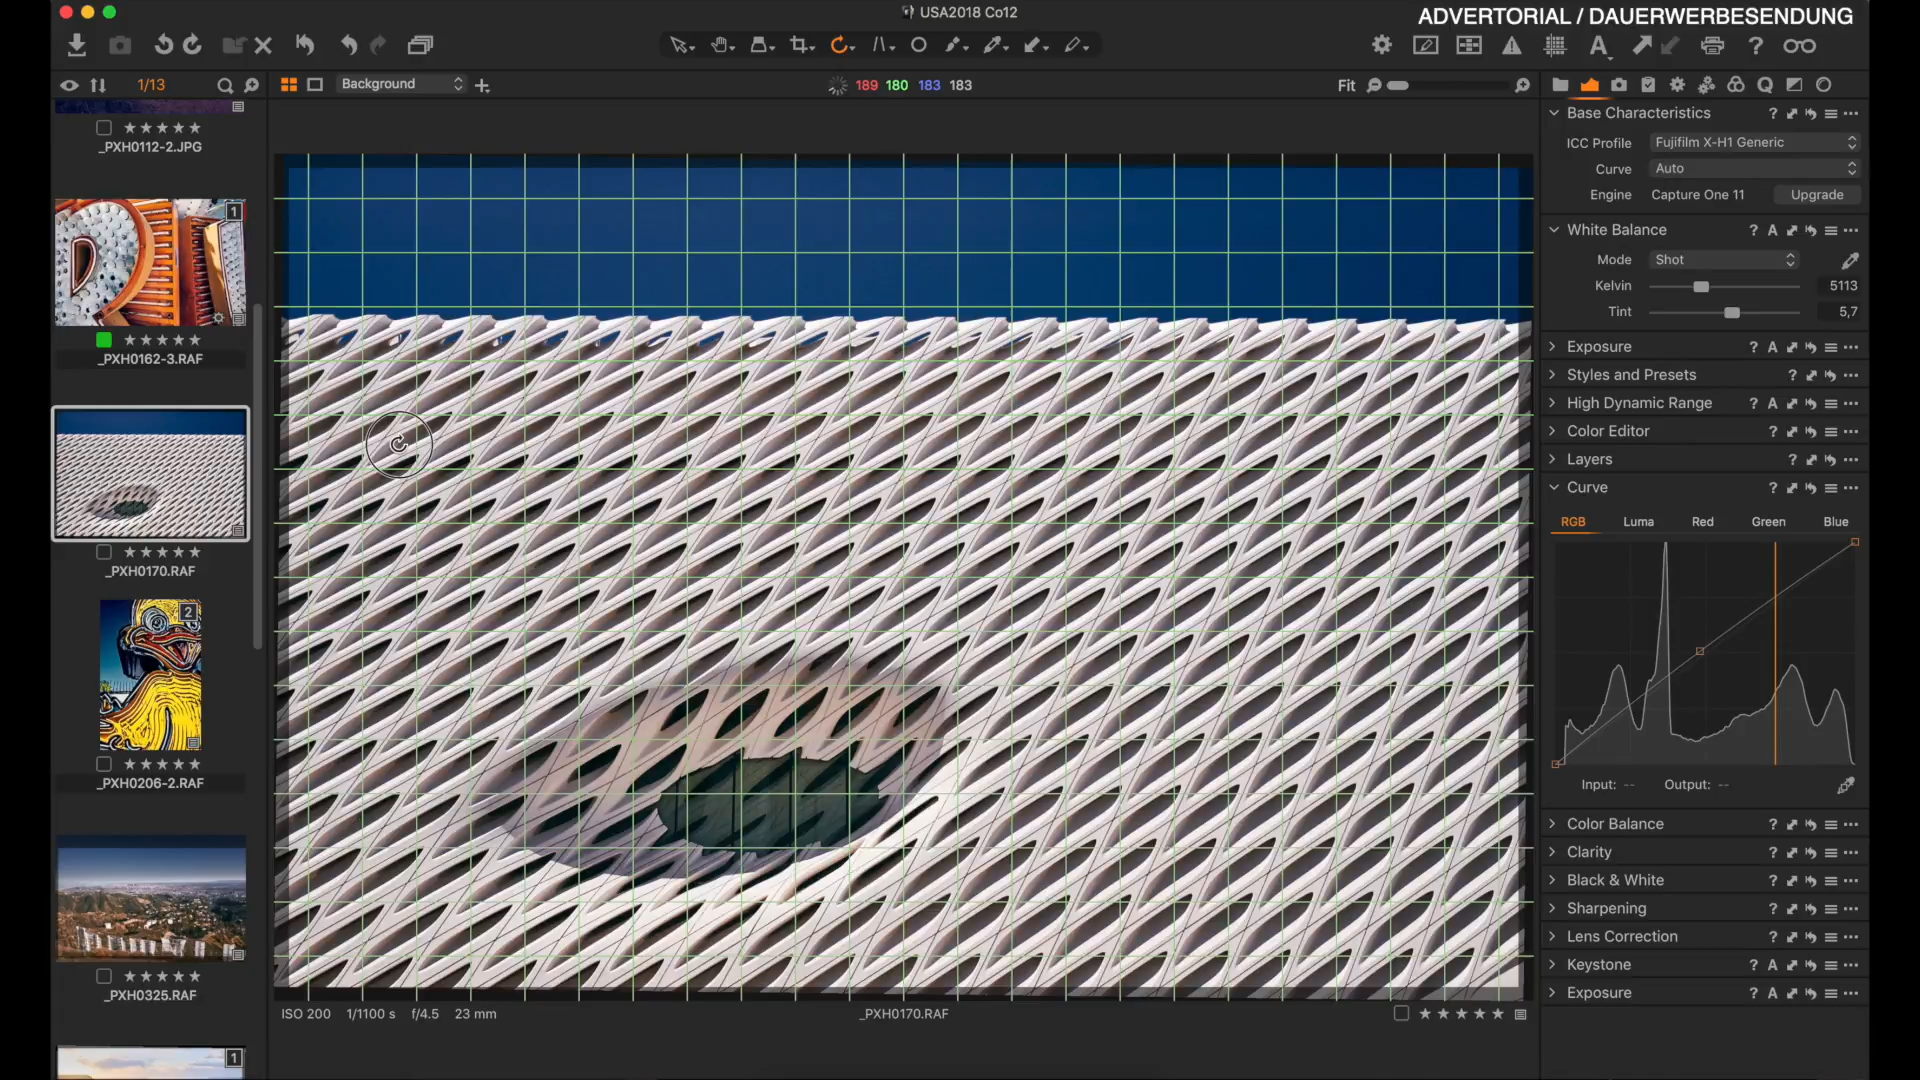 USA2018 Co12
ADVERTORIAL / DAUERWERBESENDUNG
1/13
Background
189 180 183 183
Fit
_PXH0112-2.JPG
1
_PXH0162-3.RAF
_PXH0170.RAF
2
_PXH0206-2.RAF
_PXH0325.RAF
1
ISO 200 1/1100 s f/4.5 23 mm
_PXH0170.RAF
Base Characteristics
ICC Profile Fujifilm X-H1 Generic
Curve Auto
Engine Capture One 11 Upgrade
White Balance
Mode Shot
Kelvin 5113
Tint 5,7
Exposure
Styles and Presets
High Dynamic Range
Color Editor
Layers
Curve
RGB Luma Red Green Blue
Input: -- Output: --
Color Balance
Clarity
Black & White
Sharpening
Lens Correction
Keystone
Exposure